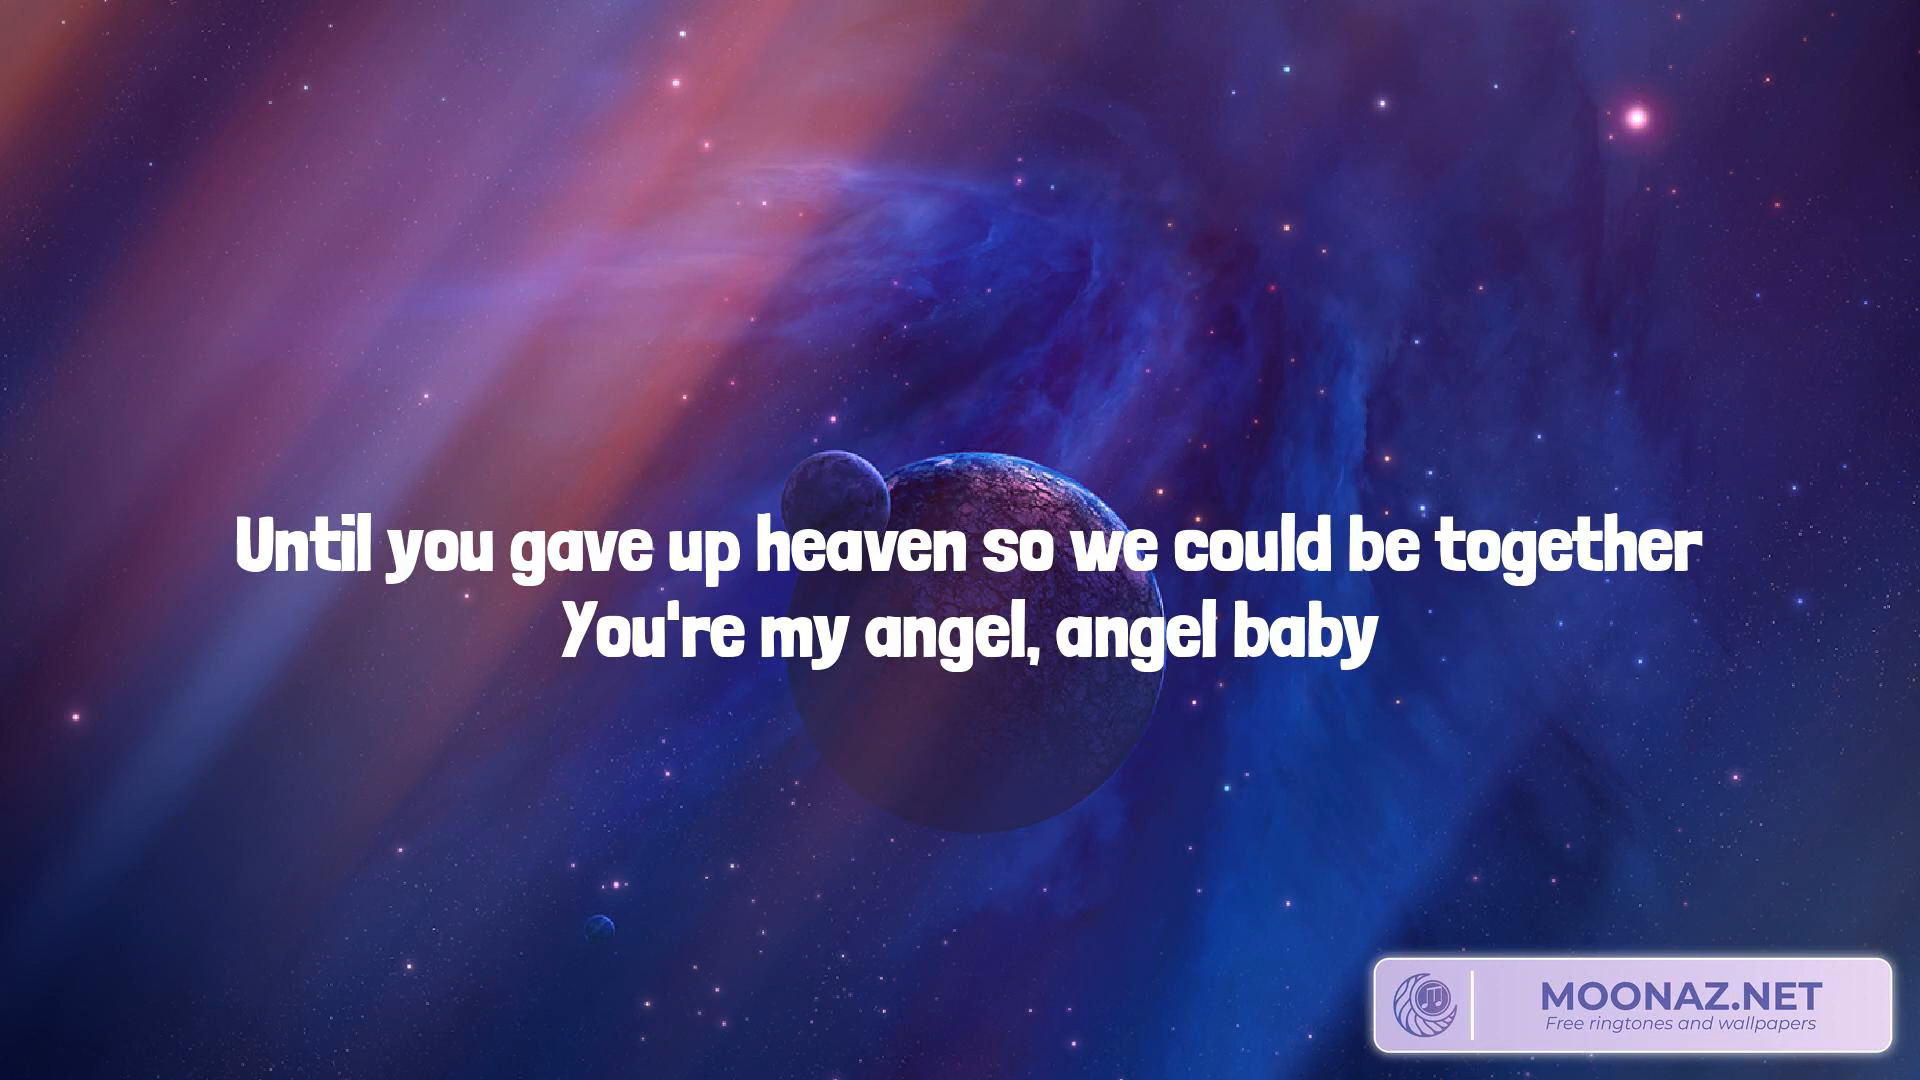 Until you gave up heaven so we could be together
You're my angel, angel baby
MOONAZ.NET
Free ringtones and wallpapers